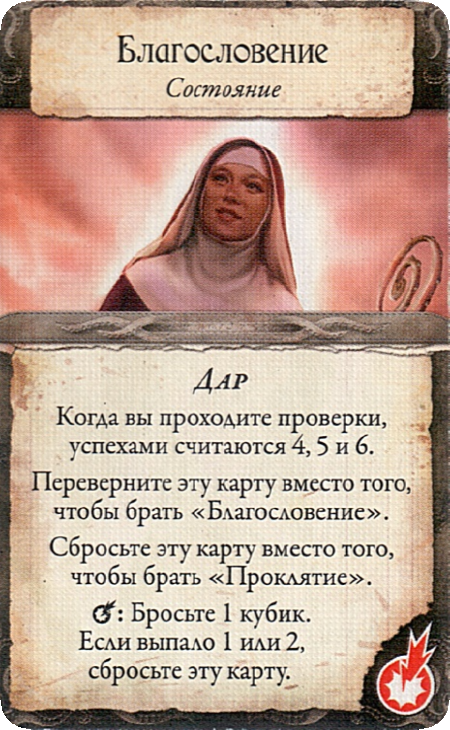 Благословение
Состояние
Дар
Когда вы проходите проверки,
успехами считаются 4, 5 и 6.
Переверните эту карту вместо того,
чтобы брать «Благословение».
Сбросьте эту карту вместо того,
чтобы брать «Проклятие».
: Бросьте 1 кубик.
Если выпало 1 или 2,
сбросьте эту карту.